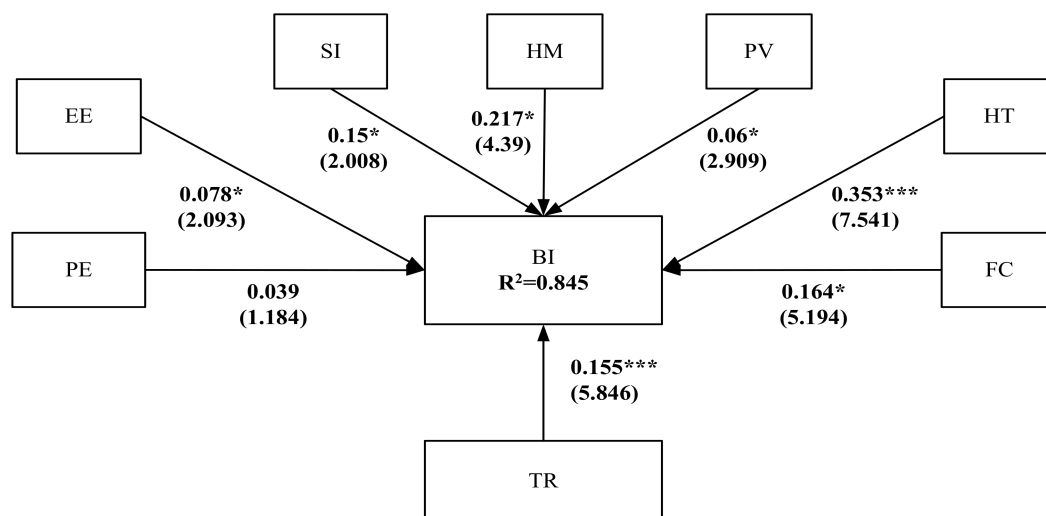 SI
HM
PV
EE
HT
0.15*
(2.008)
0.217*
(4.39)
0.06*
(2.909)
0.078*
(2.093)
0.353***
(7.541)
PE
BI
R²=0.845
FC
0.039
(1.184)
0.164*
(5.194)
0.155***
(5.846)
TR